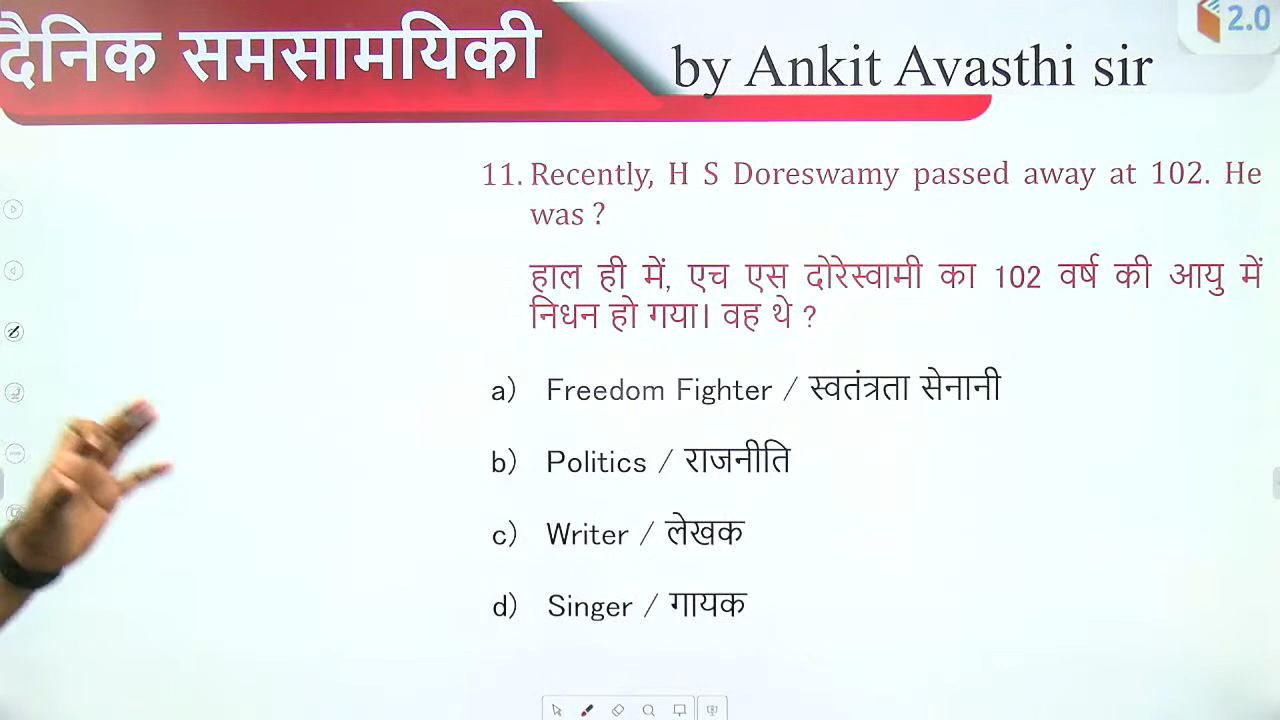 दैनिक समसामयिकी
by Ankit Avasthi sir
2.0
11. Recently, H S Doreswamy passed away at 102. He
was ?
हाल ही में, एच एस दोरेस्वामी का 102 वर्ष की आयु में
निधन हो गया। वह थे ?
a) Freedom Fighter / स्वतंत्रता सेनानी
b) Politics / राजनीति
c) Writer / लेखक
d) Singer / गायक